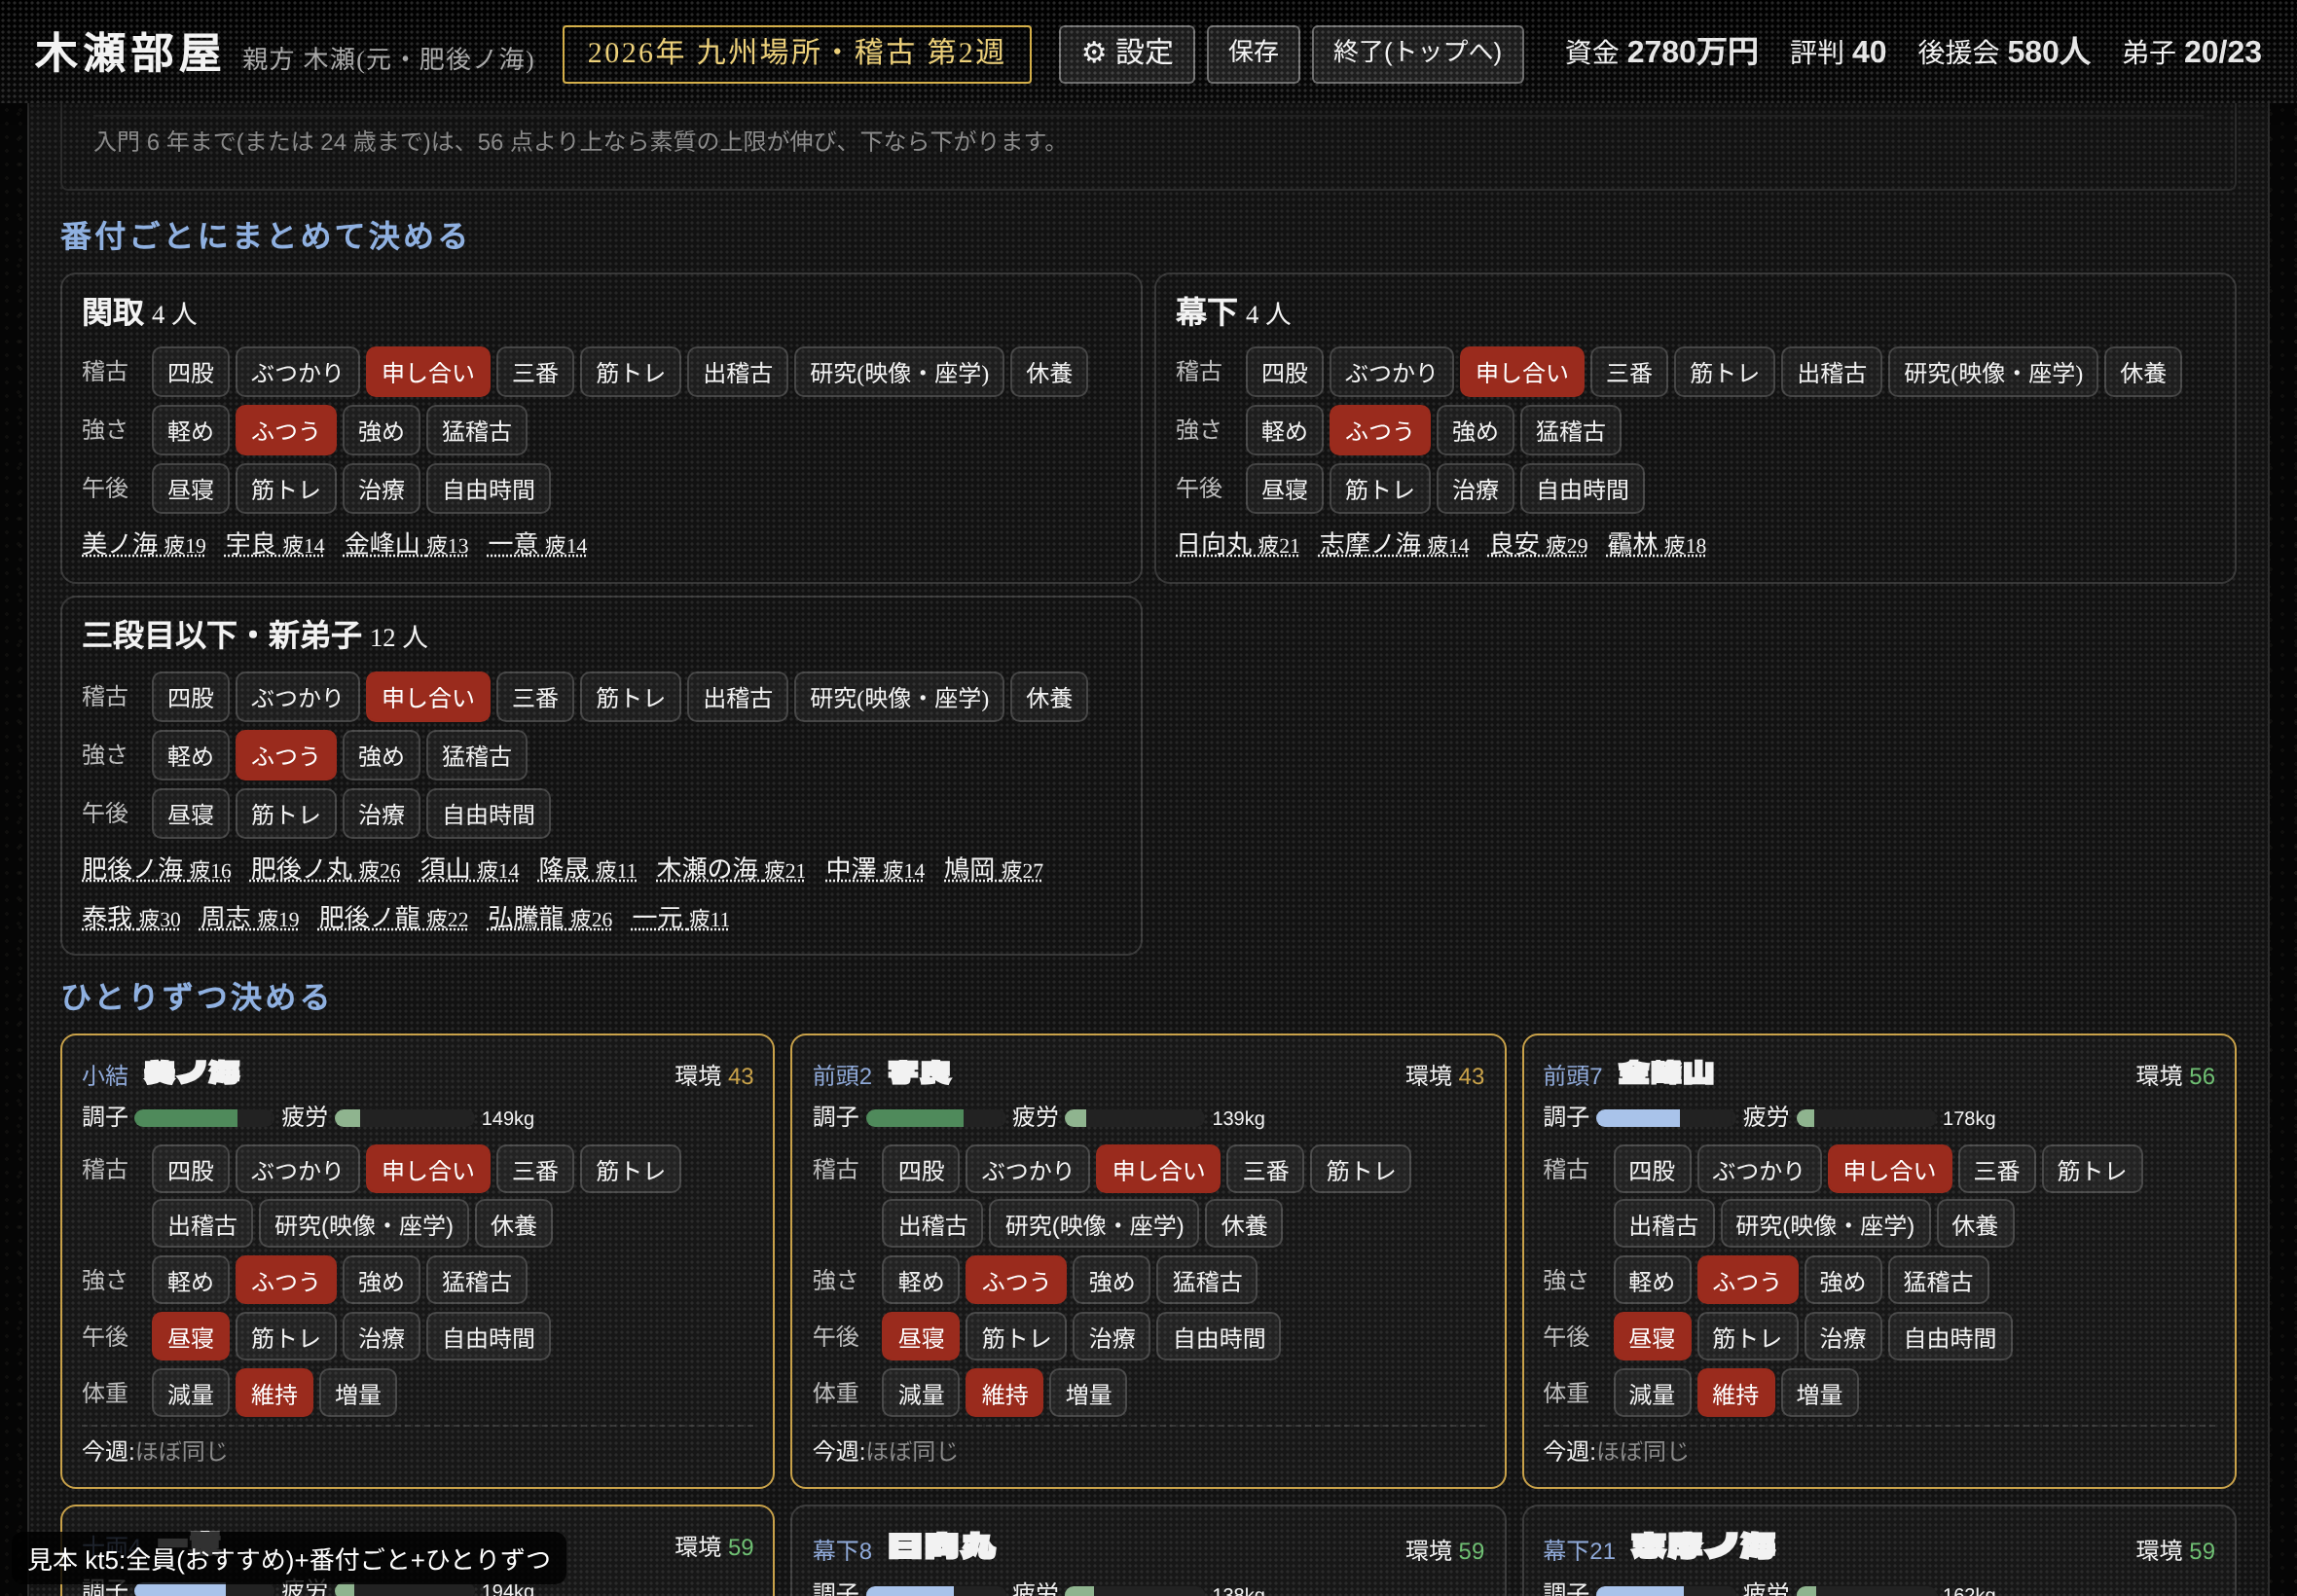 木瀬部屋 親方 木瀬(元・肥後ノ海) 2026年 九州場所・稽古 第2週 ⚙ 設定 保存 終了(トップへ) 資金 2780万円 評判 40 後援会 580人 弟子 20/23
入門 6 年まで(または 24 歳まで)は、56 点より上なら素質の上限が伸び、下なら下がります。
番付ごとにまとめて決める
関取 4 人
稽古 四股 ぶつかり 申し合い 三番 筋トレ 出稽古 研究(映像・座学) 休養
強さ 軽め ふつう 強め 猛稽古
午後 昼寝 筋トレ 治療 自由時間
美ノ海 疲19 宇良 疲14 金峰山 疲13 一意 疲14
幕下 4 人
稽古 四股 ぶつかり 申し合い 三番 筋トレ 出稽古 研究(映像・座学) 休養
強さ 軽め ふつう 強め 猛稽古
午後 昼寝 筋トレ 治療 自由時間
日向丸 疲21 志摩ノ海 疲14 良安 疲29 靏林 疲18
三段目以下・新弟子 12 人
稽古 四股 ぶつかり 申し合い 三番 筋トレ 出稽古 研究(映像・座学) 休養
強さ 軽め ふつう 強め 猛稽古
午後 昼寝 筋トレ 治療 自由時間
肥後ノ海 疲16 肥後ノ丸 疲26 須山 疲14 隆晟 疲11 木瀬の海 疲21 中澤 疲14 鳩岡 疲27
泰我 疲30 周志 疲19 肥後ノ龍 疲22 弘騰龍 疲26 一元 疲11
ひとりずつ決める
小結 美ノ海 環境 43
調子 疲労 149kg
稽古 四股 ぶつかり 申し合い 三番 筋トレ
出稽古 研究(映像・座学) 休養
強さ 軽め ふつう 強め 猛稽古
午後 昼寝 筋トレ 治療 自由時間
体重 減量 維持 増量
今週:ほぼ同じ
前頭2 宇良 環境 43
調子 疲労 139kg
稽古 四股 ぶつかり 申し合い 三番 筋トレ
出稽古 研究(映像・座学) 休養
強さ 軽め ふつう 強め 猛稽古
午後 昼寝 筋トレ 治療 自由時間
体重 減量 維持 増量
今週:ほぼ同じ
前頭7 金峰山 環境 56
調子 疲労 178kg
稽古 四股 ぶつかり 申し合い 三番 筋トレ
出稽古 研究(映像・座学) 休養
強さ 軽め ふつう 強め 猛稽古
午後 昼寝 筋トレ 治療 自由時間
体重 減量 維持 増量
今週:ほぼ同じ
環境 59
調子 疲労 194kg
幕下8 日向丸 環境 59
調子 疲労 138kg
幕下21 志摩ノ海 環境 59
調子 疲労 162kg
見本 kt5:全員(おすすめ)+番付ごと+ひとりずつ